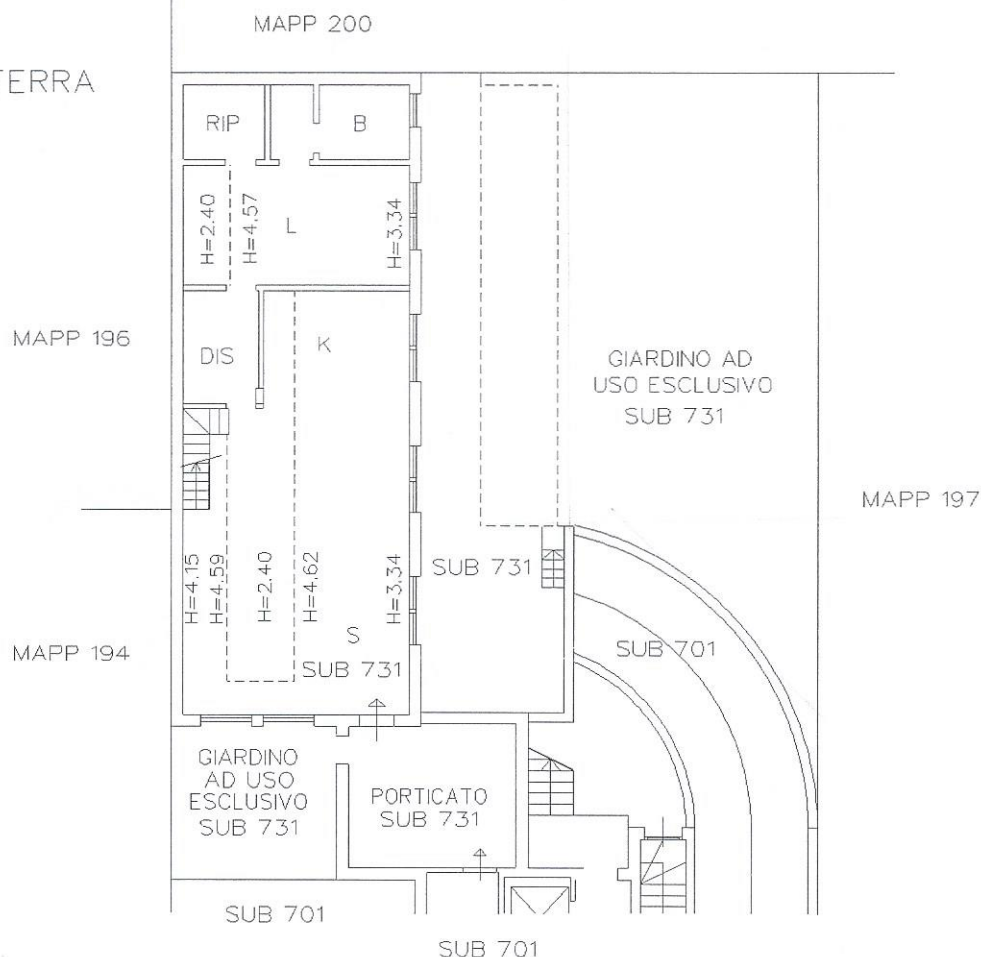 MAPP 200
TERRA
RIP
B
H=2.40
H=4.57
L
H=3.34
MAPP 196
DIS
K
GIARDINO AD
USO ESCLUSIVO
SUB 731
MAPP 197
H=4.15
H=4.59
H=2.40
H=4.62
H=3.34
SUB 731
MAPP 194
S
SUB 731
SUB 701
GIARDINO
AD USO
ESCLUSIVO
SUB 731
PORTICATO
SUB 731
SUB 701
SUB 701